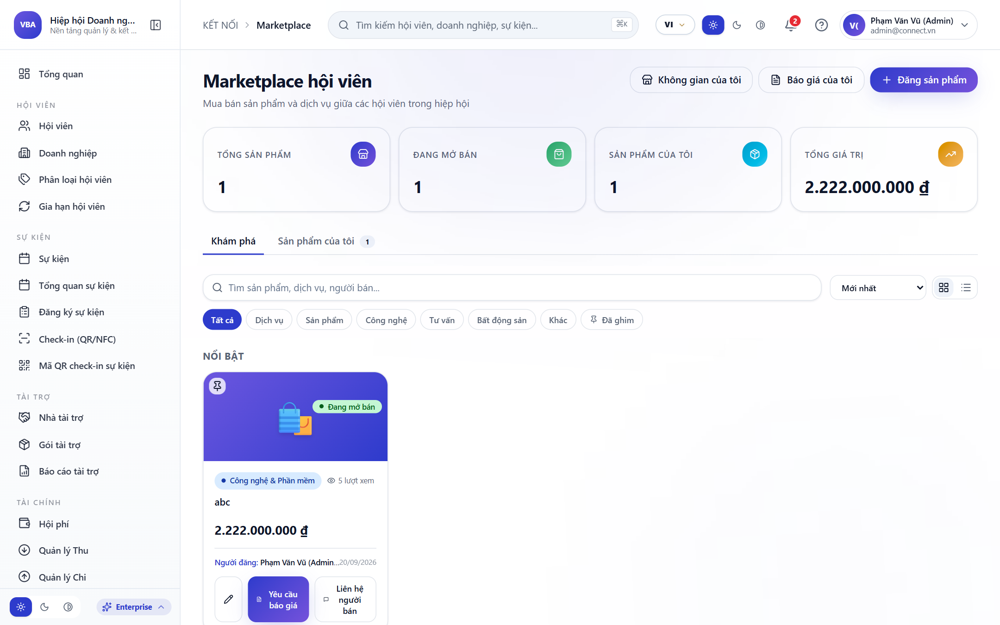 VBA
Hiệp hội Doanh ng...
Nền tảng quản lý & kết ...
KẾT NỐI
Marketplace
Tìm kiếm hội viên, doanh nghiệp, sự kiện...
⌘K
VI
2
V(
Phạm Văn Vũ (Admin)
admin@connect.vn
Tổng quan
HỘI VIÊN
Hội viên
Doanh nghiệp
Phân loại hội viên
Gia hạn hội viên
SỰ KIỆN
Sự kiện
Tổng quan sự kiện
Đăng ký sự kiện
Check-in (QR/NFC)
Mã QR check-in sự kiện
TÀI TRỢ
Nhà tài trợ
Gói tài trợ
Báo cáo tài trợ
TÀI CHÍNH
Hội phí
Quản lý Thu
Quản lý Chi
Enterprise
Marketplace hội viên
Mua bán sản phẩm và dịch vụ giữa các hội viên trong hiệp hội
Không gian của tôi
Báo giá của tôi
Đăng sản phẩm
TỔNG SẢN PHẨM
1
ĐANG MỞ BÁN
1
SẢN PHẨM CỦA TÔI
1
TỔNG GIÁ TRỊ
2.222.000.000 ₫
Khám phá
Sản phẩm của tôi 1
Tìm sản phẩm, dịch vụ, người bán...
Mới nhất
Tất cả
Dịch vụ
Sản phẩm
Công nghệ
Tư vấn
Bất động sản
Khác
Đã ghim
NỔI BẬT
Đang mở bán
Công nghệ & Phần mềm
5 lượt xem
abc
2.222.000.000 ₫
Người đăng: Phạm Văn Vũ (Admin... 20/09/2026
Yêu cầu
báo giá
Liên hệ
người
bán